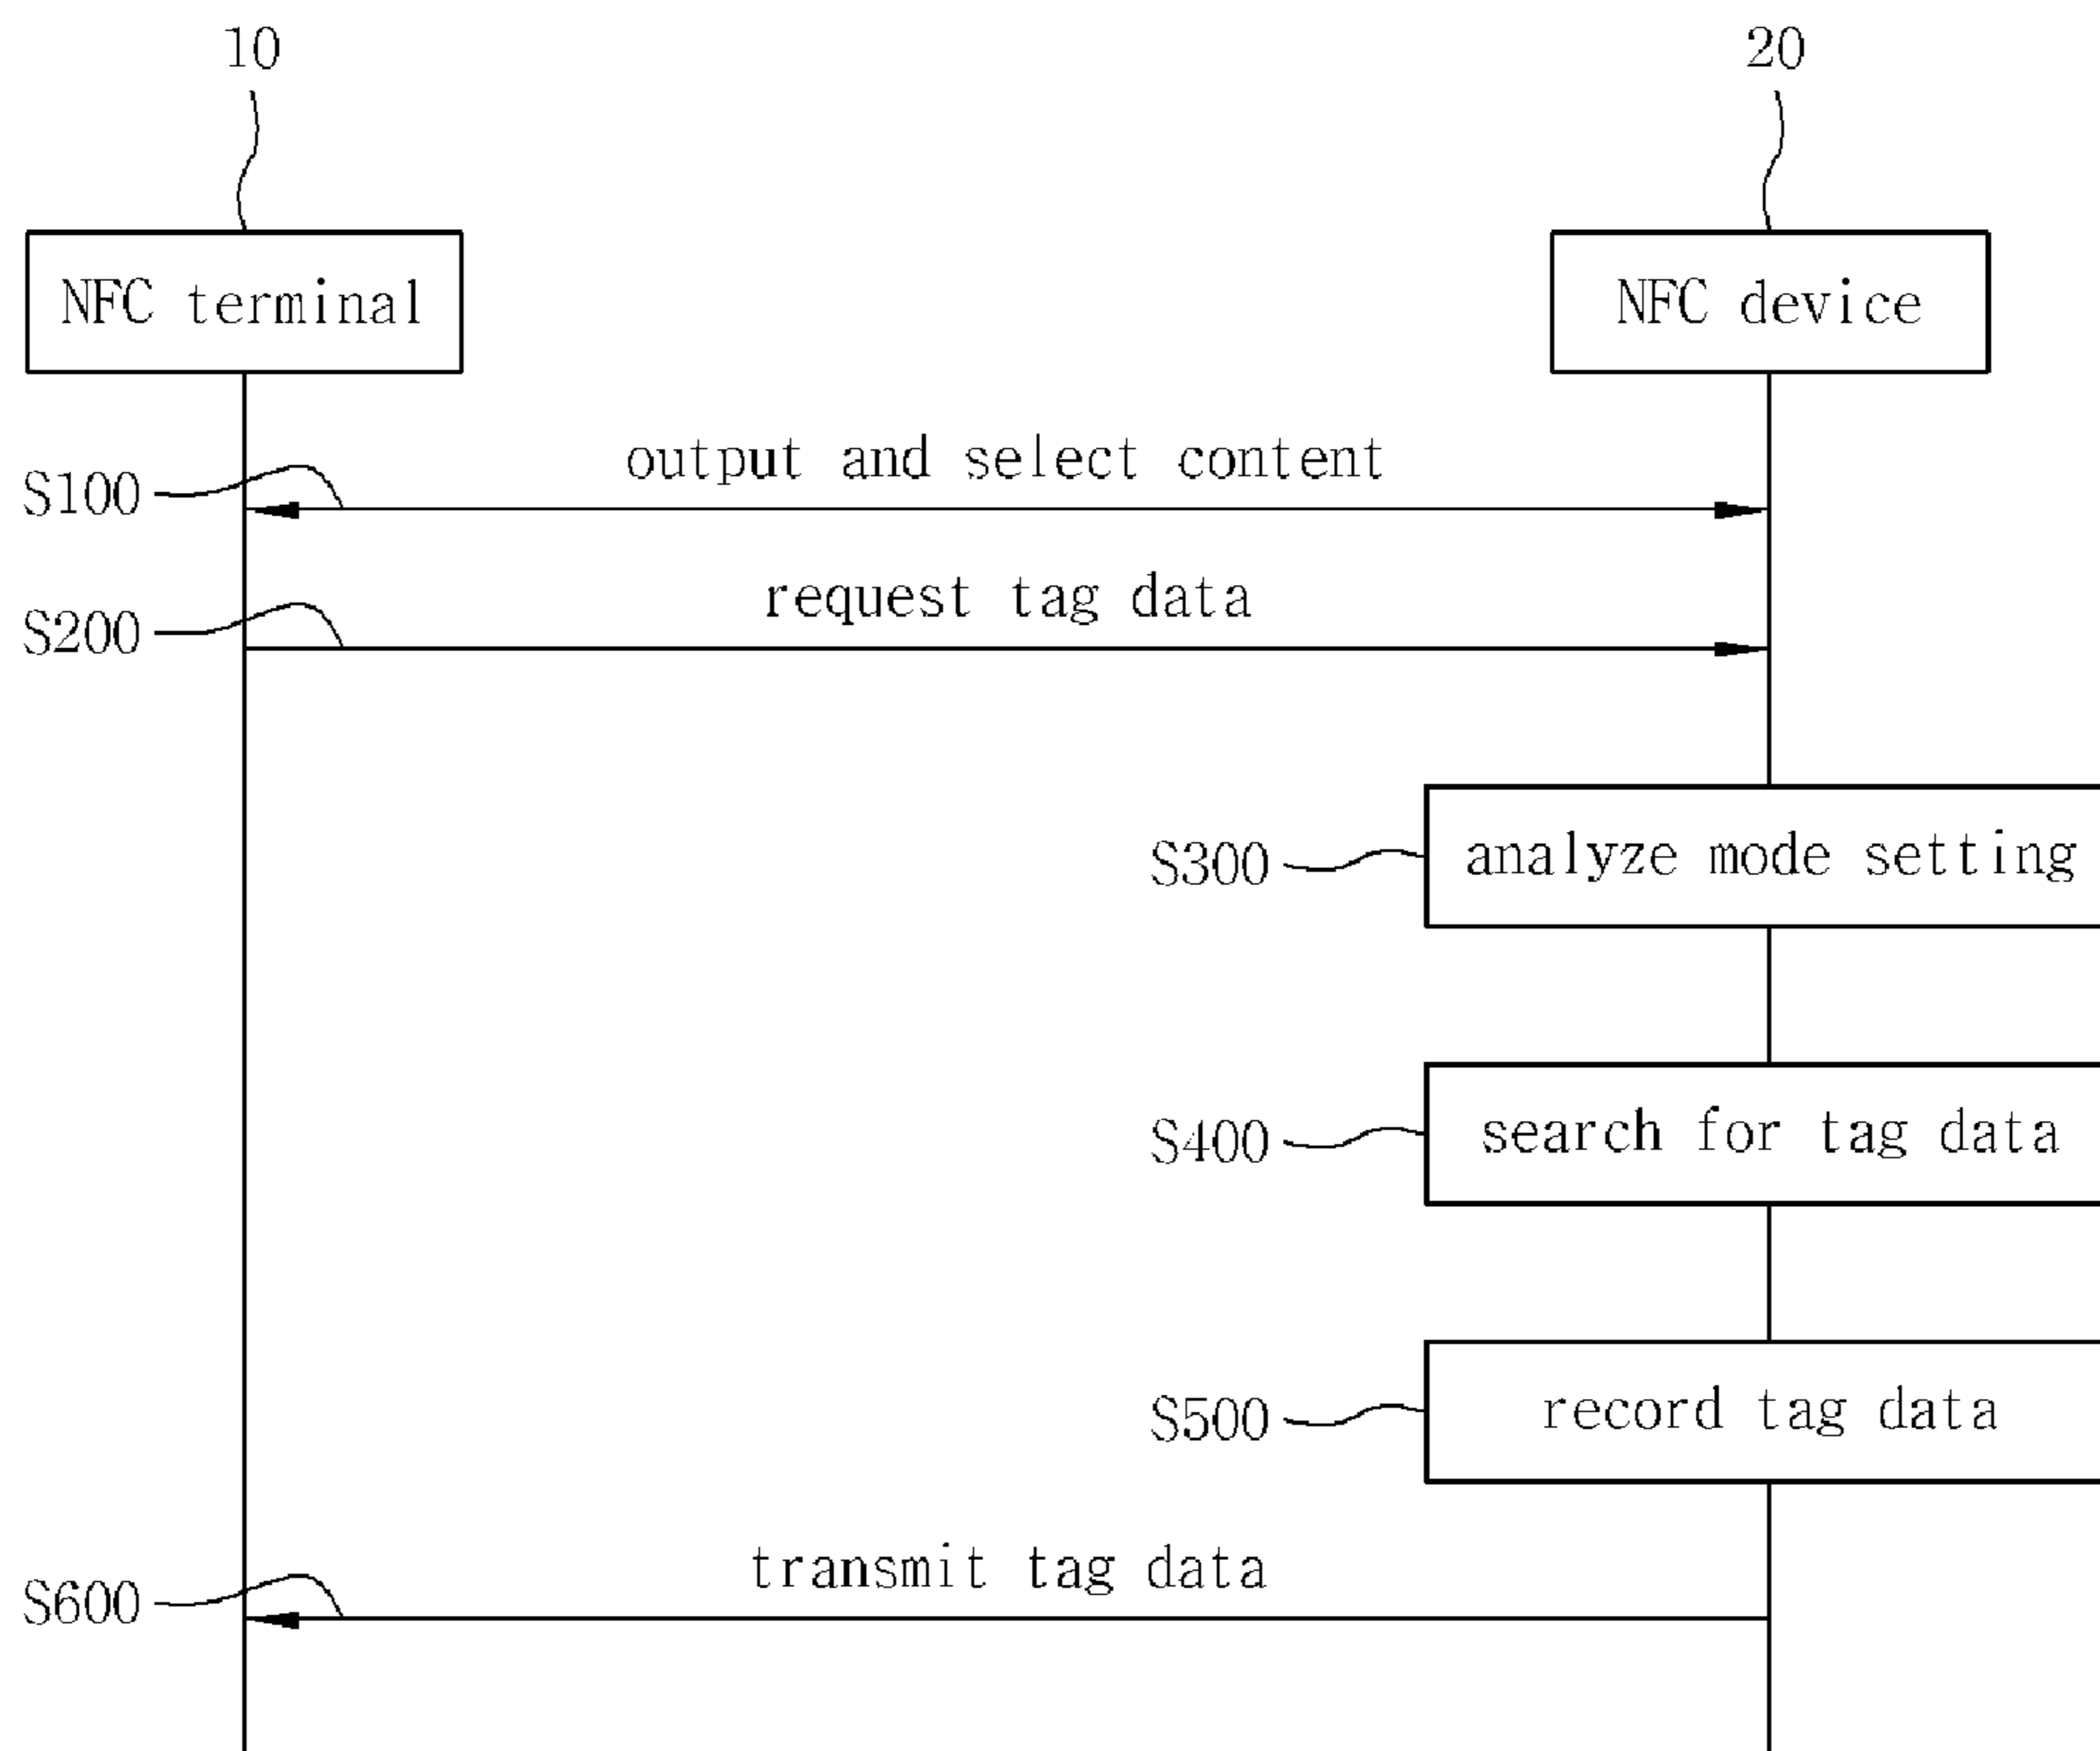 10
20
NFC terminal
NFC device
output and select content
S100
request tag data
S200
S300
analyze mode setting
S400
search for tag data
S500
record tag data
transmit tag data
S600